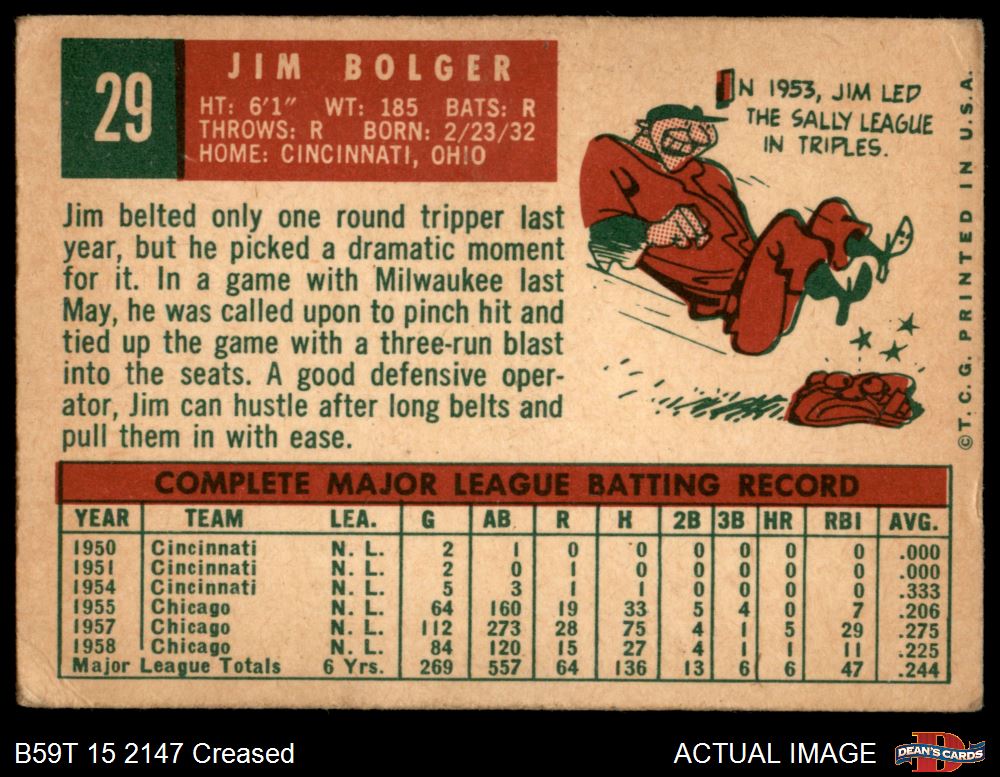 29
JIM BOLGER
HT: 6'1" WT: 185 BATS: R
THROWS: R BORN: 2/23/32
HOME: CINCINNATI, OHIO
IN 1953, JIM LED
THE SALLY LEAGUE
IN TRIPLES.
Jim belted only one round tripper last
year, but he picked a dramatic moment
for it. In a game with Milwaukee last
May, he was called upon to pinch hit and
tied up the game with a three-run blast
into the seats. A good defensive oper-
ator, Jim can hustle after long belts and
pull them in with ease.
©T.C.G. PRINTED IN U.S.A.
COMPLETE MAJOR LEAGUE BATTING RECORD
YEAR TEAM LEA. G AB R H 2B 3B HR RBI AVG.
1950 Cincinnati N. L. 2 1 0 0 0 0 0 0 .000
1951 Cincinnati N. L. 2 0 1 0 0 0 0 0 .000
1954 Cincinnati N. L. 5 3 1 1 0 0 0 0 .333
1955 Chicago N. L. 64 160 19 33 5 4 0 7 .206
1957 Chicago N. L. 112 273 28 75 4 1 5 29 .275
1958 Chicago N. L. 84 120 15 27 4 1 1 11 .225
Major League Totals 6 Yrs. 269 557 64 136 13 6 6 47 .244
B59T 15 2147 Creased
ACTUAL IMAGE
D
DEAN'S CARDS